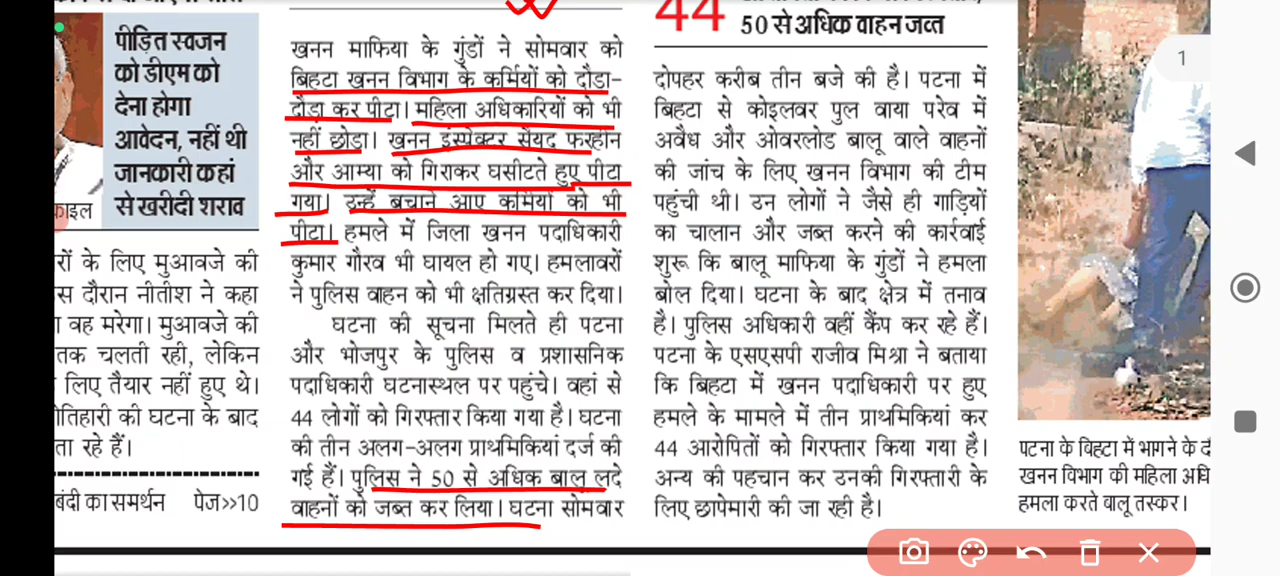 पीड़ित स्वजन
को डीएम को
देना होगा
आवेदन, नहीं थी
जानकारी कहां
से खरीदी शराब
फाइल
रों के लिए मुआवजे की
स दौरान नीतीश ने कहा
वह मरेगा। मुआवजे की
तक चलती रही, लेकिन
लिए तैयार नहीं हुए थे।
ोतिहारी की घटना के बाद
ता रहे हैं।
बंदी का समर्थन पेज>>10
खनन माफिया के गुंडों ने सोमवार को
बिहटा खनन विभाग के कर्मियों को दौड़ा-
दौड़ा कर पीटा। महिला अधिकारियों को भी
नहीं छोड़ा। खनन इंस्पेक्टर सैयद फरहीन
और आम्या को गिराकर घसीटते हुए पीटा
गया। उन्हें बचाने आए कर्मियों को भी
पीटा। हमले में जिला खनन पदाधिकारी
कुमार गौरव भी घायल हो गए। हमलावरों
ने पुलिस वाहन को भी क्षतिग्रस्त कर दिया।
घटना की सूचना मिलते ही पटना
और भोजपुर के पुलिस व प्रशासनिक
पदाधिकारी घटनास्थल पर पहुंचे। वहां से
44 लोगों को गिरफ्तार किया गया है। घटना
की तीन अलग-अलग प्राथमिकियां दर्ज की
गई हैं। पुलिस ने 50 से अधिक बालू लदे
वाहनों को जब्त कर लिया। घटना सोमवार
44
50 से अधिक वाहन जब्त
दोपहर करीब तीन बजे की है। पटना में
बिहटा से कोइलवर पुल वाया परेव में
अवैध और ओवरलोड बालू वाले वाहनों
की जांच के लिए खनन विभाग की टीम
पहुंची थी। उन लोगों ने जैसे ही गाड़ियों
का चालान और जब्त करने की कार्रवाई
शुरू कि बालू माफिया के गुंडों ने हमला
बोल दिया। घटना के बाद क्षेत्र में तनाव
है। पुलिस अधिकारी वहीं कैंप कर रहे हैं।
पटना के एसएसपी राजीव मिश्रा ने बताया
कि बिहटा में खनन पदाधिकारी पर हुए
हमले के मामले में तीन प्राथमिकियां कर
44 आरोपितों को गिरफ्तार किया गया है।
अन्य की पहचान कर उनकी गिरफ्तारी के
लिए छापेमारी की जा रही है।
पटना के बिहटा में भागने के द
खनन विभाग की महिला अधि
हमला करते बालू तस्कर।
1